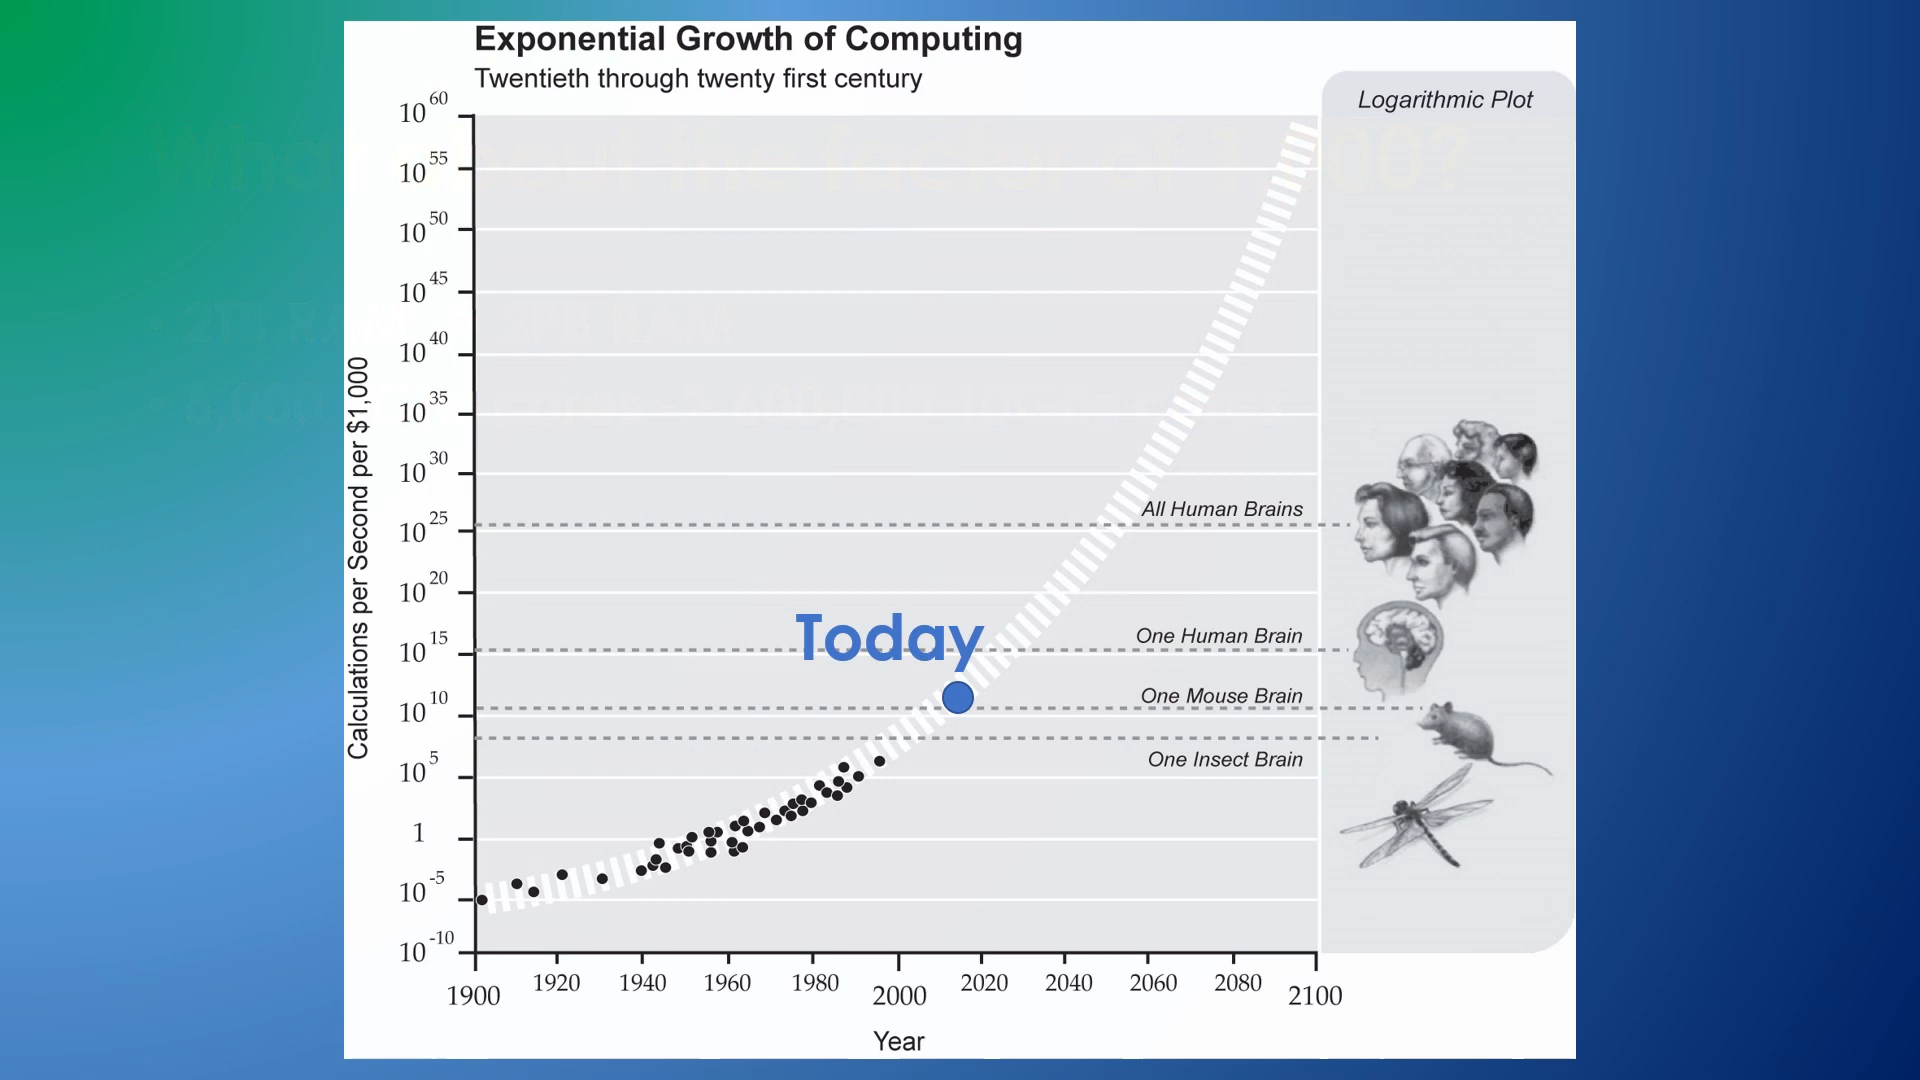 Exponential Growth of Computing
Twentieth through twenty first century
Logarithmic Plot
Calculations per Second per $1,000
10 60
10 55
10 50
10 45
10 40
10 35
10 30
10 25
10 20
10 15
10 10
10 5
1
10 -5
10 -10
All Human Brains
Today
One Human Brain
One Mouse Brain
One Insect Brain
1900 1920 1940 1960 1980 2000 2020 2040 2060 2080 2100
Year